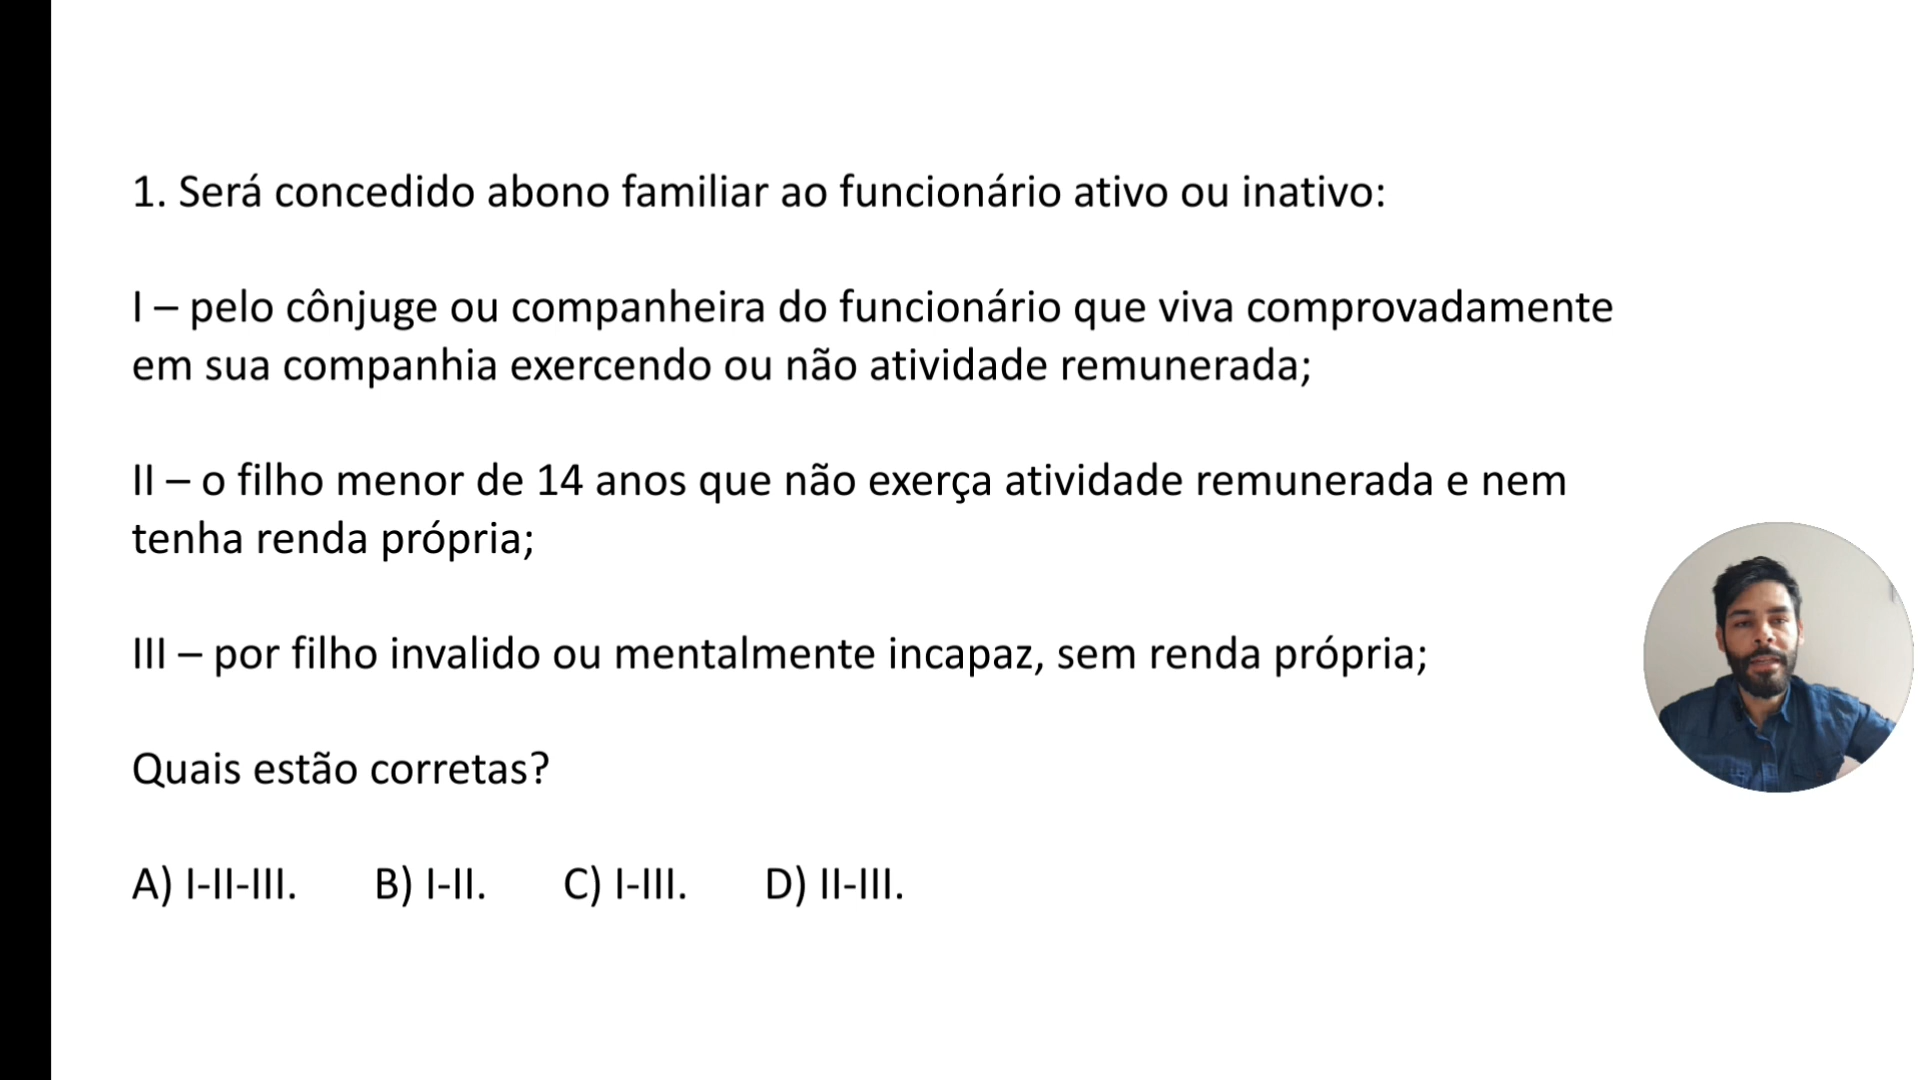 1. Será concedido abono familiar ao funcionário ativo ou inativo:
I – pelo cônjuge ou companheira do funcionário que viva comprovadamente
em sua companhia exercendo ou não atividade remunerada;
II – o filho menor de 14 anos que não exerça atividade remunerada e nem
tenha renda própria;
III – por filho invalido ou mentalmente incapaz, sem renda própria;
Quais estão corretas?
A) I-II-III. B) I-II. C) I-III. D) II-III.